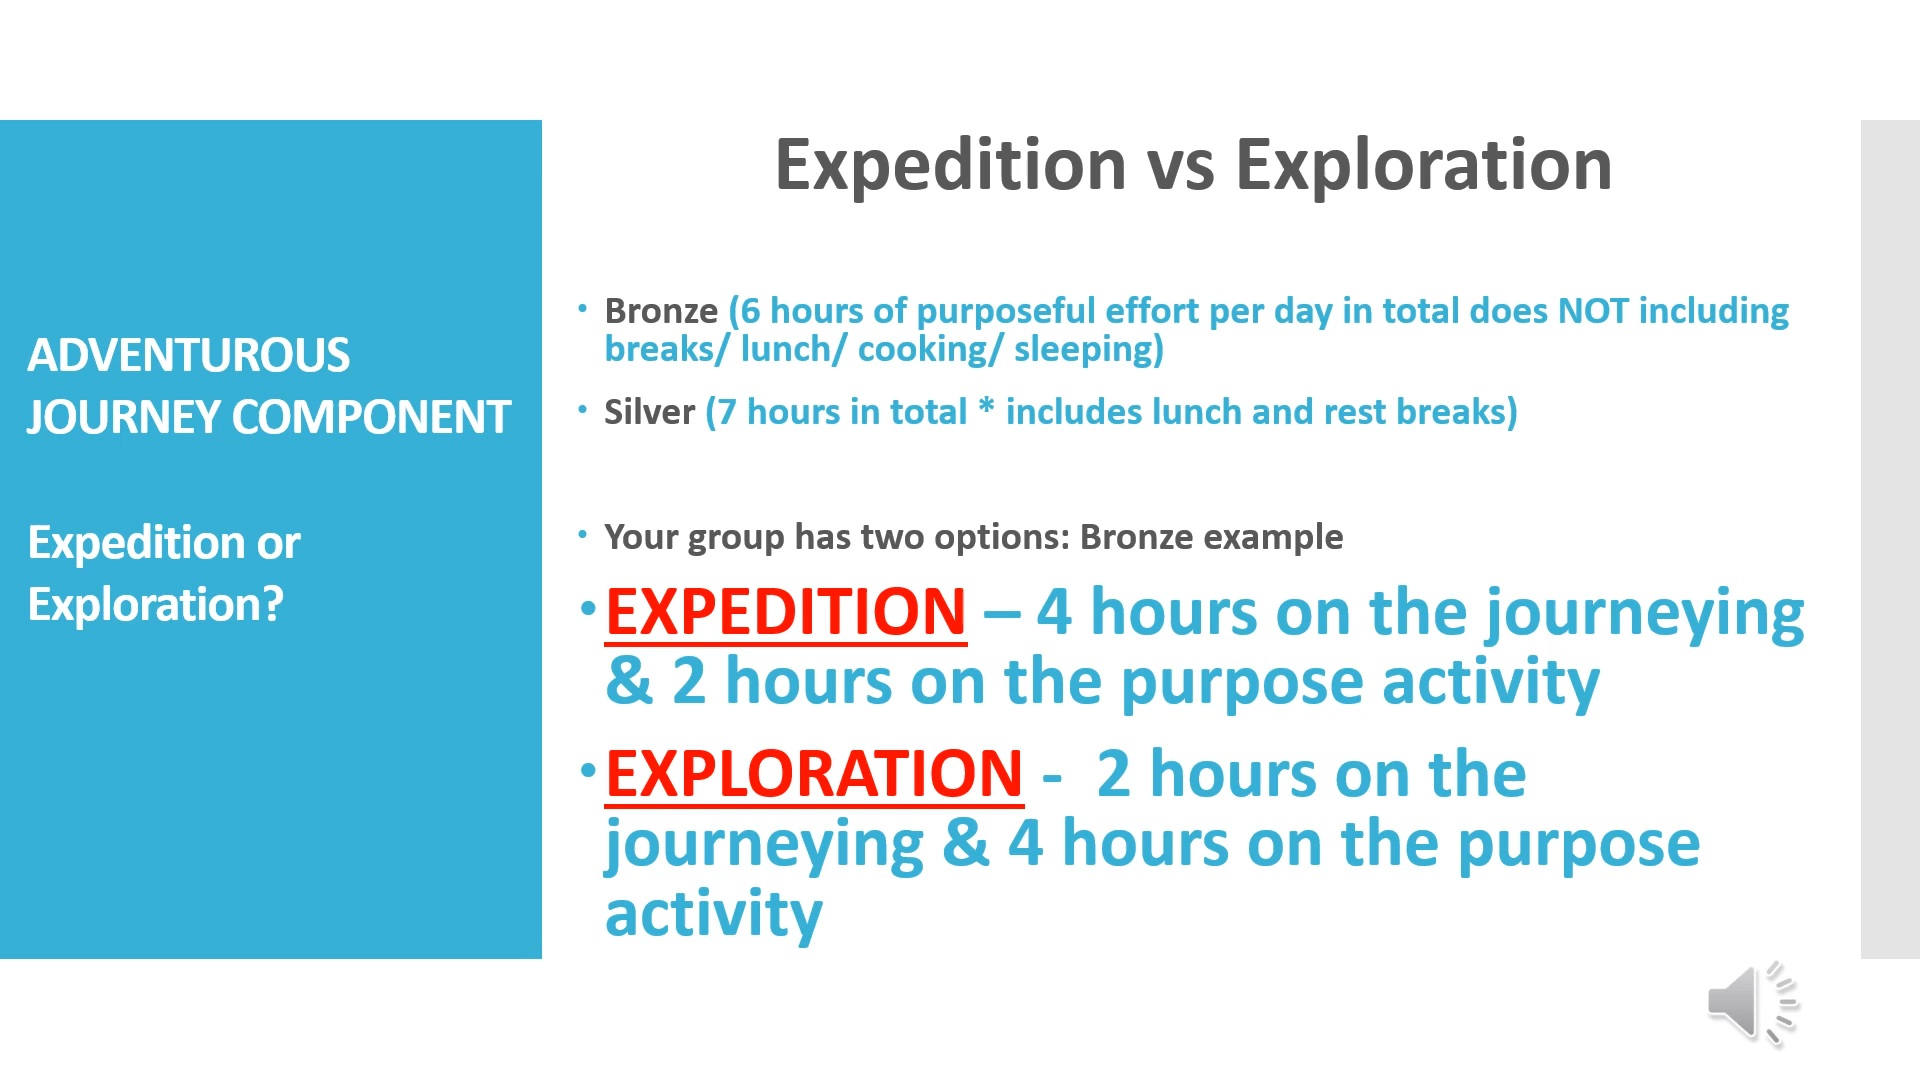 Expedition vs Exploration
ADVENTUROUS
JOURNEY COMPONENT
Expedition or
Exploration?
• Bronze (6 hours of purposeful effort per day in total does NOT including
breaks/ lunch/ cooking/ sleeping)
• Silver (7 hours in total * includes lunch and rest breaks)
• Your group has two options: Bronze example
• EXPEDITION – 4 hours on the journeying
& 2 hours on the purpose activity
• EXPLORATION - 2 hours on the
journeying & 4 hours on the purpose
activity